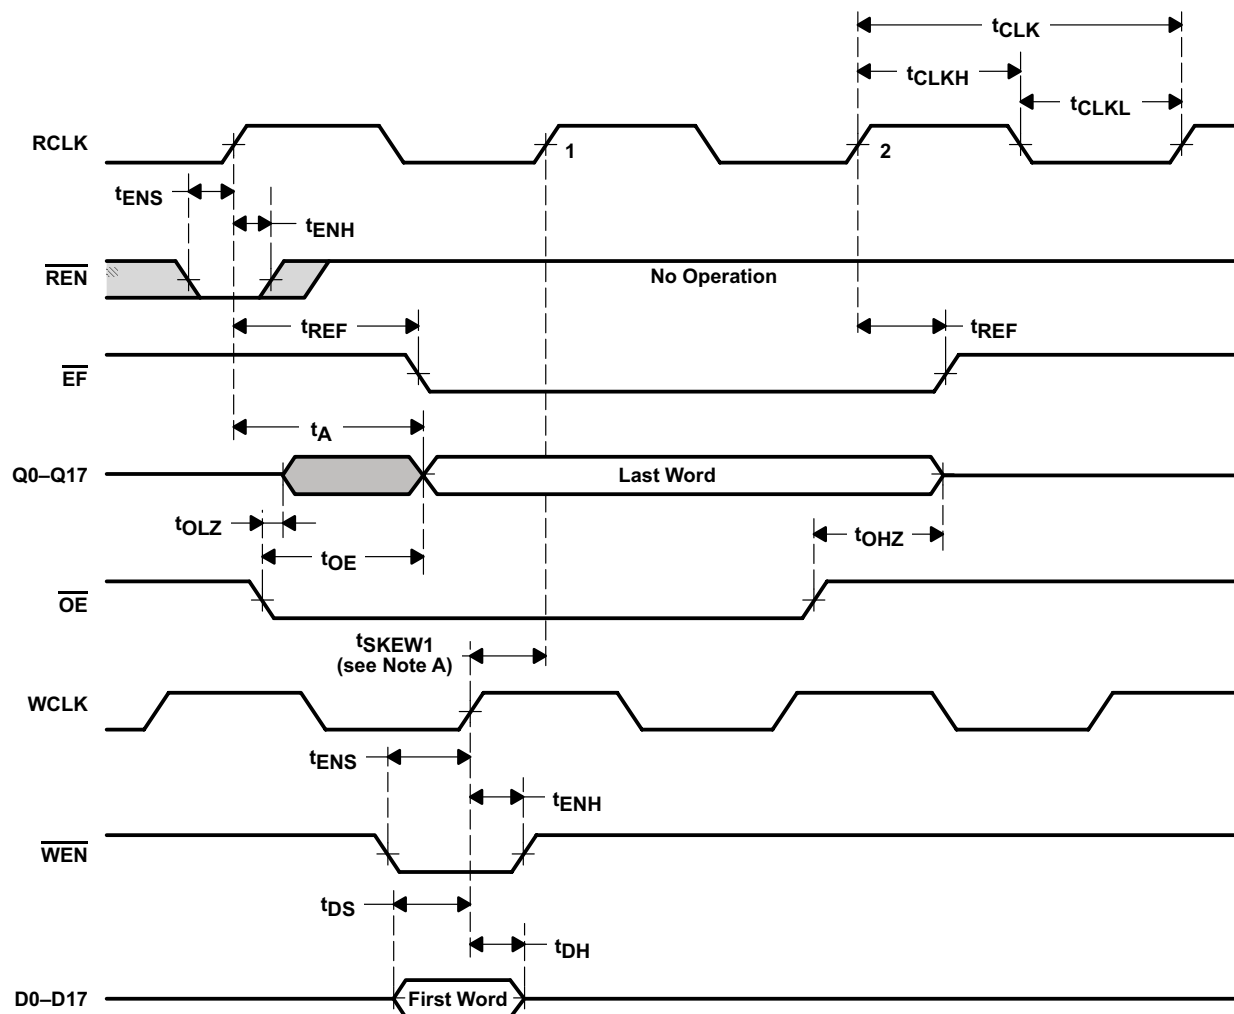 tCLK
tCLKH
tCLKL
RCLK
1
2
tENS
tENH
REN
No Operation
tREF
tREF
EF
tA
Q0–Q17
Last Word
tOLZ
tOHZ
tOE
OE
tSKEW1
(see Note A)
WCLK
tENS
tENH
WEN
tDS
tDH
D0–D17
First Word